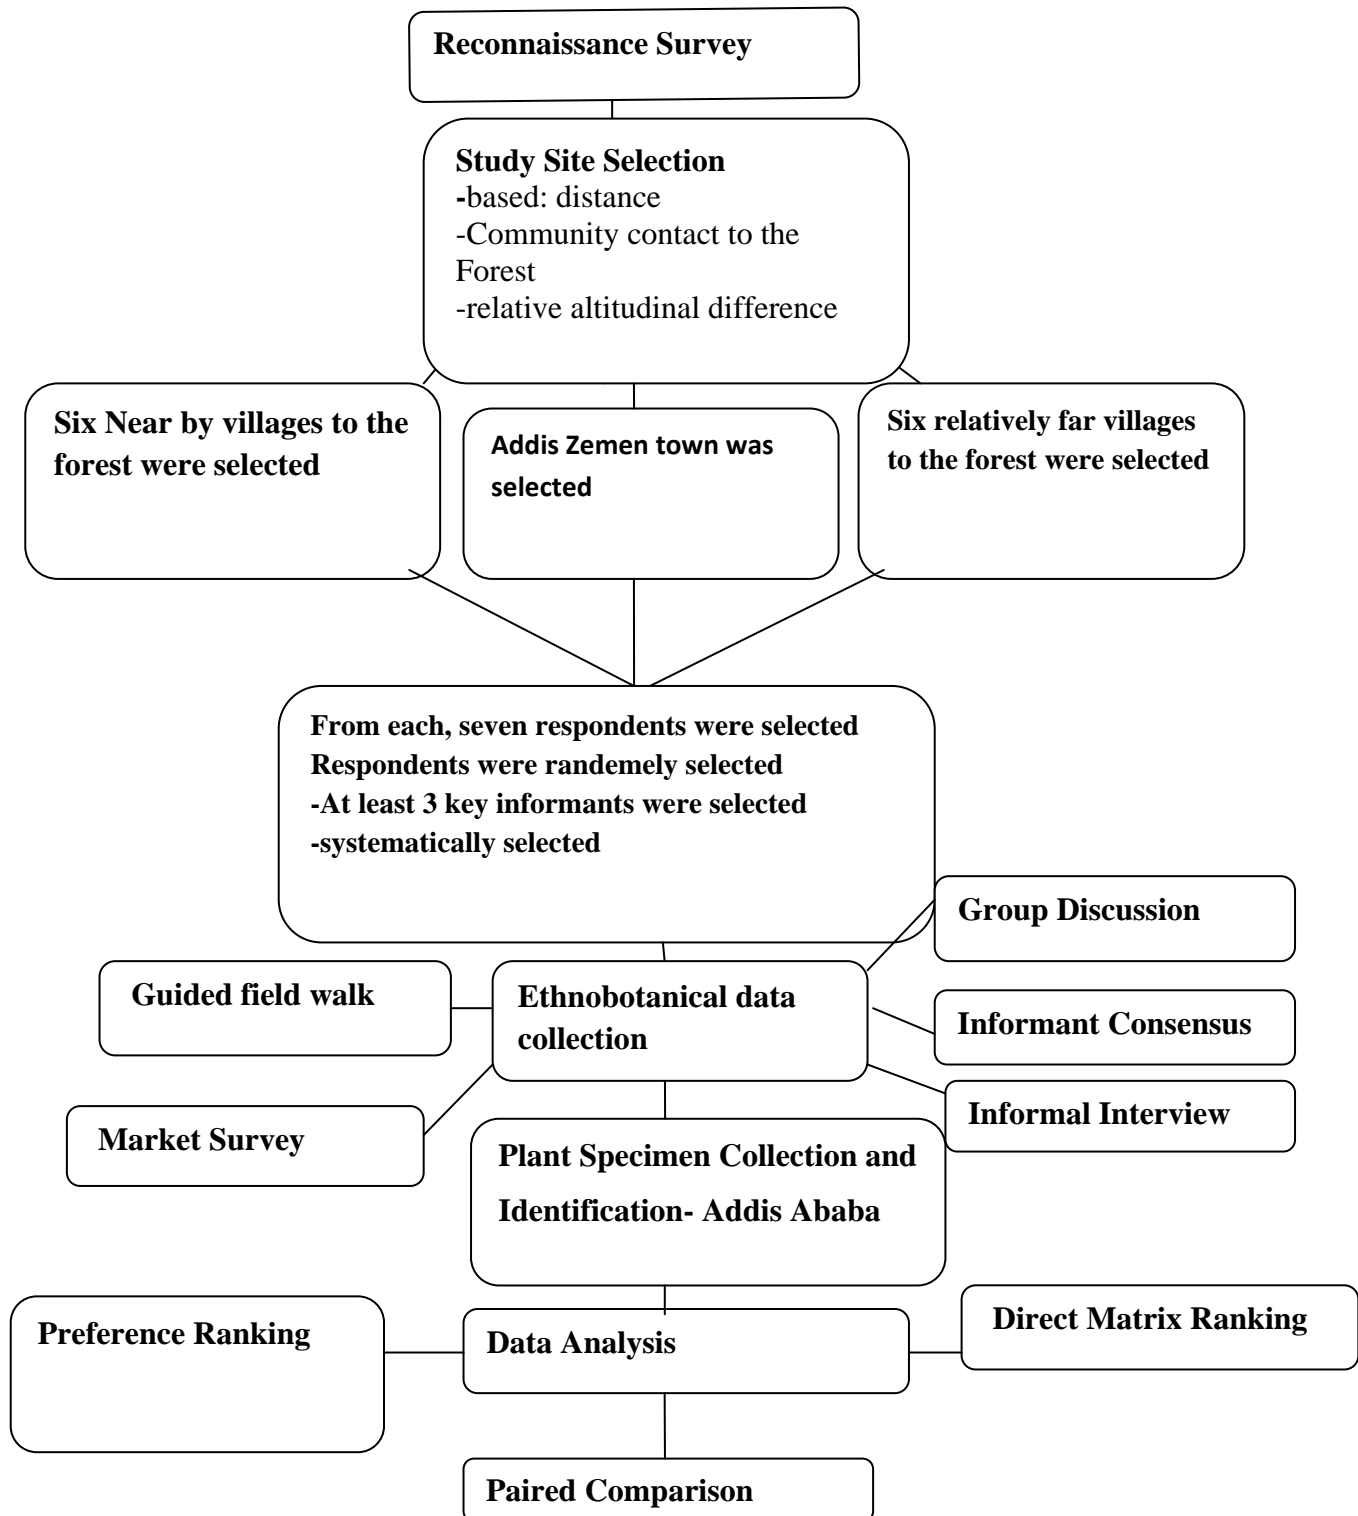 Reconnaissance Survey
Study Site Selection
-based: distance
-Community contact to the
Forest
-relative altitudinal difference
Six Near by villages to the
forest were selected
Addis Zemen town was
selected
Six relatively far villages
to the forest were selected
From each, seven respondents were selected
Respondents were randemely selected
-At least 3 key informants were selected
-systematically selected
Group Discussion
Guided field walk
Ethnobotanical data
collection
Informant Consensus
Informal Interview
Market Survey
Plant Specimen Collection and
Identification- Addis Ababa
Preference Ranking
Data Analysis
Direct Matrix Ranking
Paired Comparison